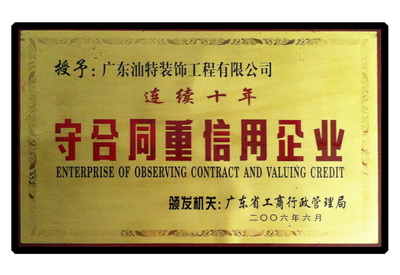 授予：广东汕特装饰工程有限公司
连续十年
守合同重信用企业
ENTERPRISE OF OBSERVING CONTRACT AND VALUING CREDIT
颁发机关：广东省工商行政管理局
二〇〇六年六月